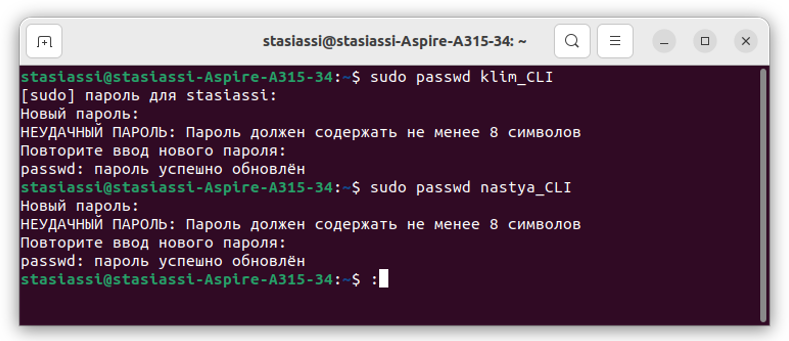 stasiassi@stasiassi-Aspire-A315-34: ~
stasiassi@stasiassi-Aspire-A315-34:~$ sudo passwd klim_CLI
[sudo] пароль для stasiassi:
Новый пароль:
НЕУДАЧНЫЙ ПАРОЛЬ: Пароль должен содержать не менее 8 символов
Повторите ввод нового пароля:
passwd: пароль успешно обновлён
stasiassi@stasiassi-Aspire-A315-34:~$ sudo passwd nastya_CLI
Новый пароль:
НЕУДАЧНЫЙ ПАРОЛЬ: Пароль должен содержать не менее 8 символов
Повторите ввод нового пароля:
passwd: пароль успешно обновлён
stasiassi@stasiassi-Aspire-A315-34:~$ :